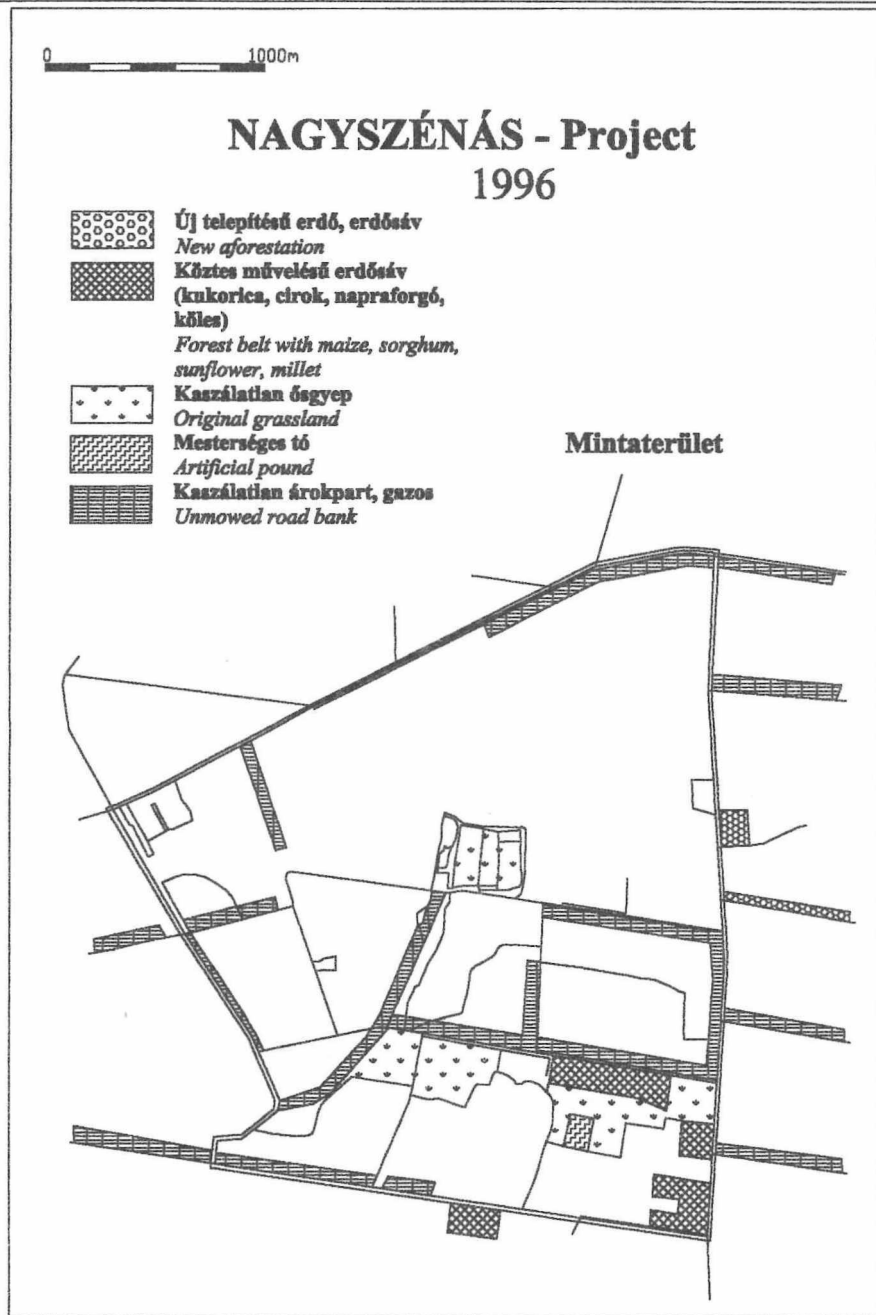 0 1000m
NAGYSZÉNÁS - Project
1996
Új telepítésű erdő, erdősáv
New aforestation
Köztes művelésű erdősáv
(kukorica, cirok, napraforgó,
köles)
Forest belt with maize, sorghum,
sunflower, millet
Kaszálatlan ősgyep
Original grassland
Mesterséges tó
Artificial pound
Kaszálatlan árokpart, gazos
Unmowed road bank
Mintaterület